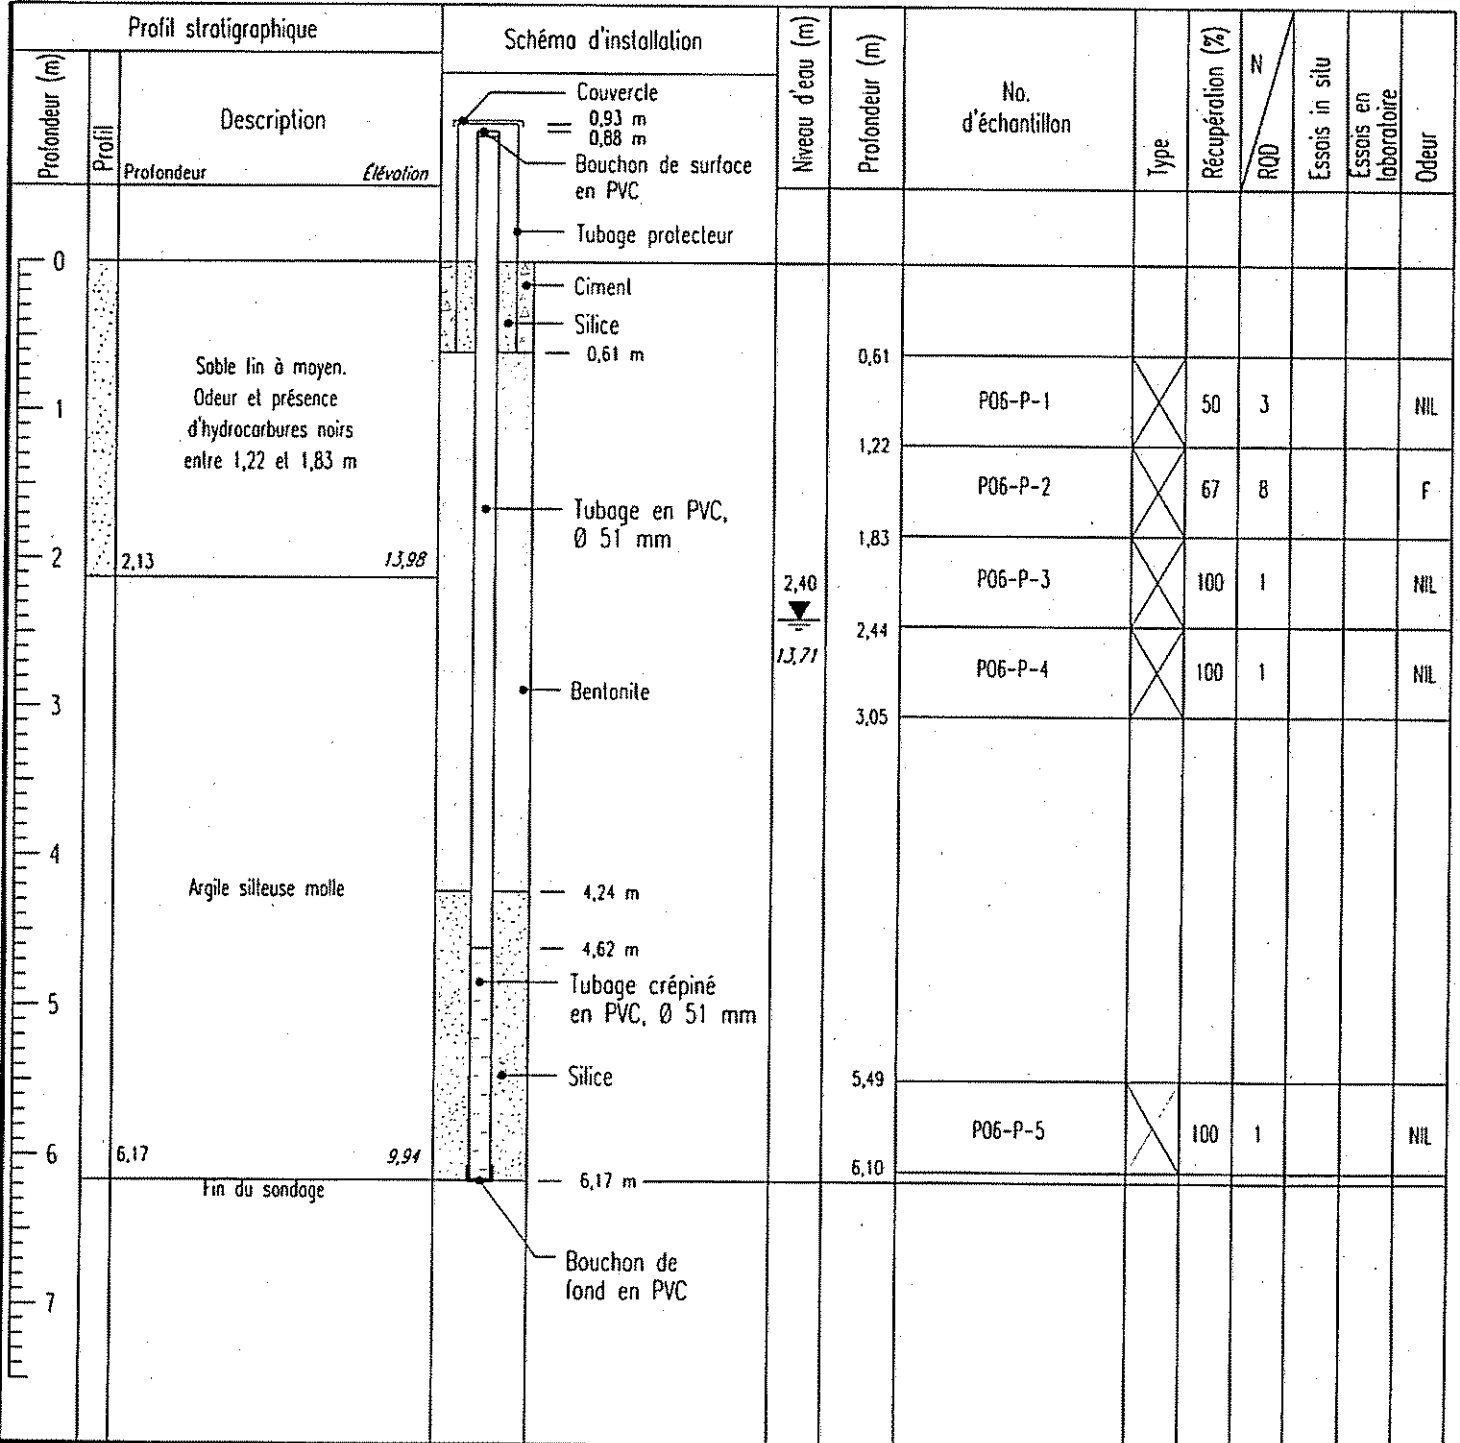 Profil stratigraphique
Schéma d'installation
Profondeur (m)
Profil
Description
Profondeur Élévation
Niveau d'eau (m)
Profondeur (m)
No.
d'échantillon
Type
Récupération (%)
N
RQD
Essais in situ
Essais en
laboratoire
Odeur
Couvercle
0,93 m
0,88 m
Bouchon de surface
en PVC
Tubage protecteur
0
1
2
3
4
5
6
7
Ciment
Silice
0,61 m
Sable fin à moyen.
Odeur et présence
d'hydrocarbures noirs
entre 1,22 et 1,83 m
2,13 13,98
Tubage en PVC,
Ø 51 mm
Bentonite
2,40
13,71
Argile silteuse molle
4,24 m
4,62 m
Tubage crépiné
en PVC, Ø 51 mm
Silice
6,17 9,94
6,17 m
Fin du sondage
Bouchon de
fond en PVC
0,61
P06-P-1 50 3 NIL
1,22
P06-P-2 67 8 F
1,83
P06-P-3 100 1 NIL
2,44
P06-P-4 100 1 NIL
3,05
5,49
P06-P-5 100 1 NIL
6,10